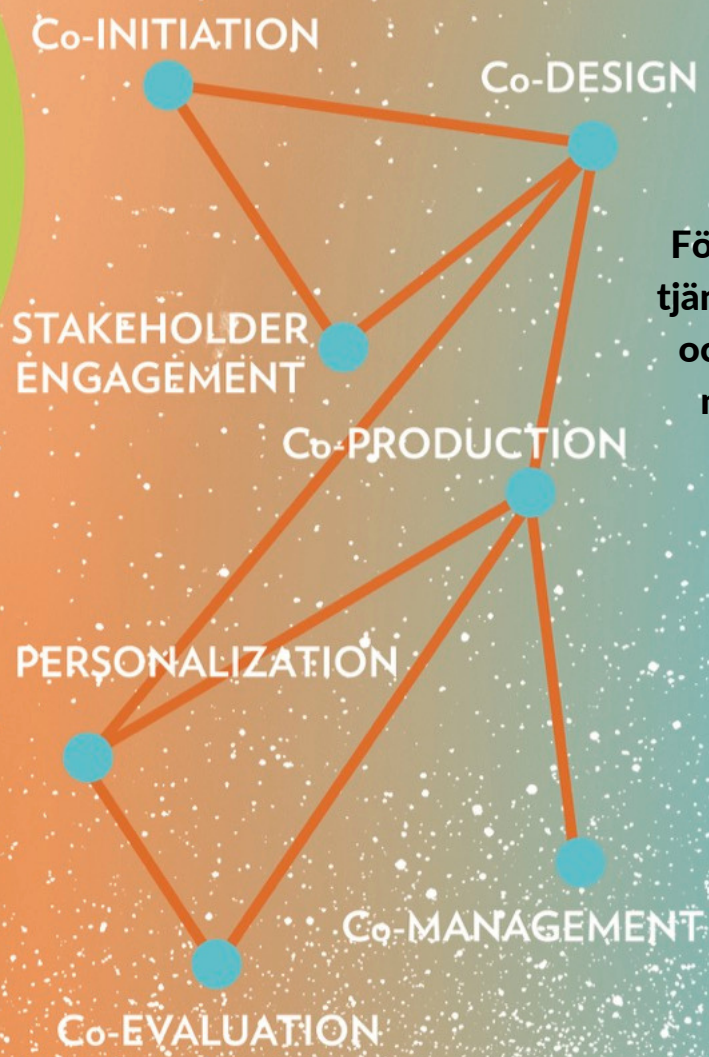 Co-INITIATION
Co-DESIGN
STAKEHOLDER
ENGAGEMENT
Co-PRODUCTION
PERSONALIZATION
Co-MANAGEMENT
Co-EVALUATION